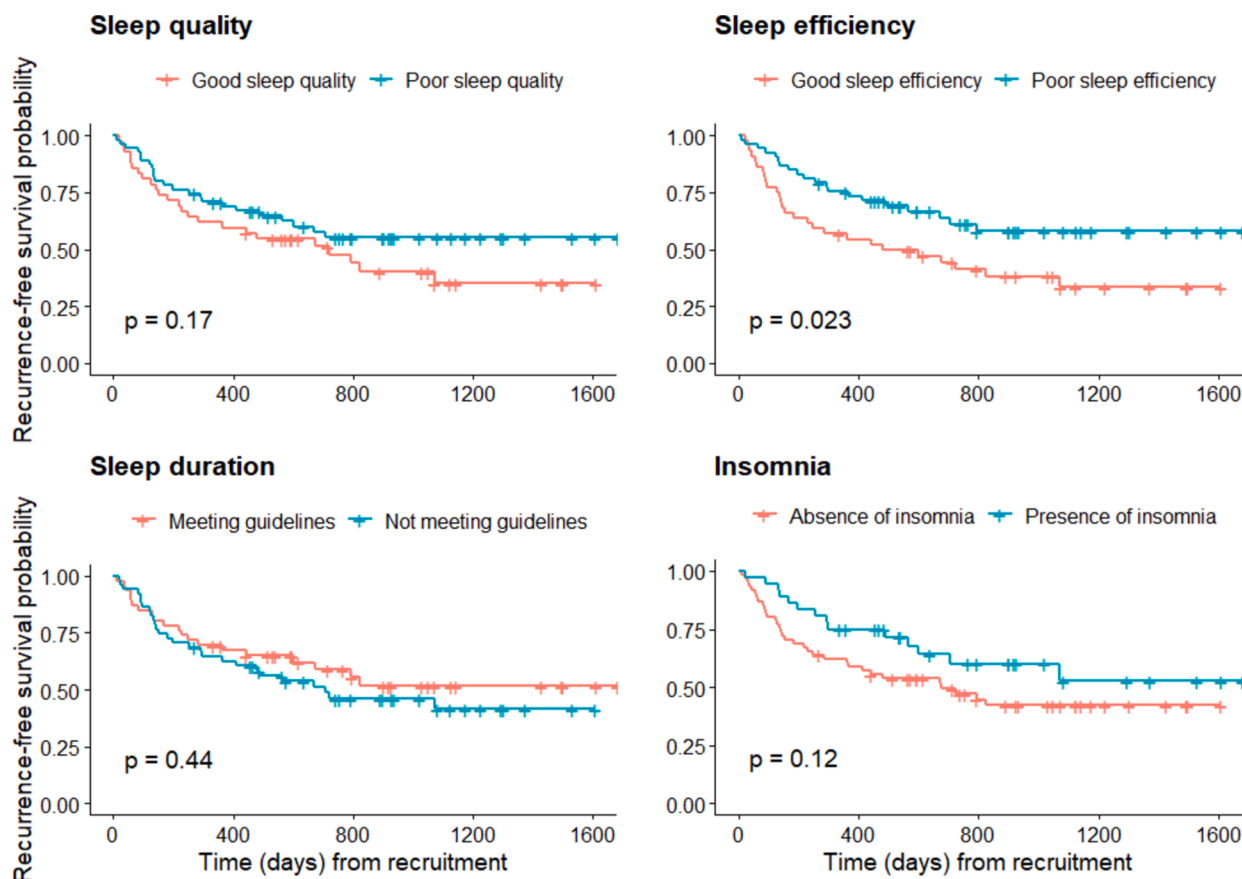 Sleep quality
Good sleep quality Poor sleep quality
Recurrence-free survival probability
1.00
0.75
0.50
0.25
0.00
p = 0.17
0 400 800 1200 1600
Sleep efficiency
Good sleep efficiency Poor sleep efficiency
1.00
0.75
0.50
0.25
0.00
p = 0.023
0 400 800 1200 1600
Sleep duration
Meeting guidelines Not meeting guidelines
Recurrence-free survival probability
1.00
0.75
0.50
0.25
0.00
p = 0.44
0 400 800 1200 1600
Time (days) from recruitment
Insomnia
Absence of insomnia Presence of insomnia
1.00
0.75
0.50
0.25
0.00
p = 0.12
0 400 800 1200 1600
Time (days) from recruitment